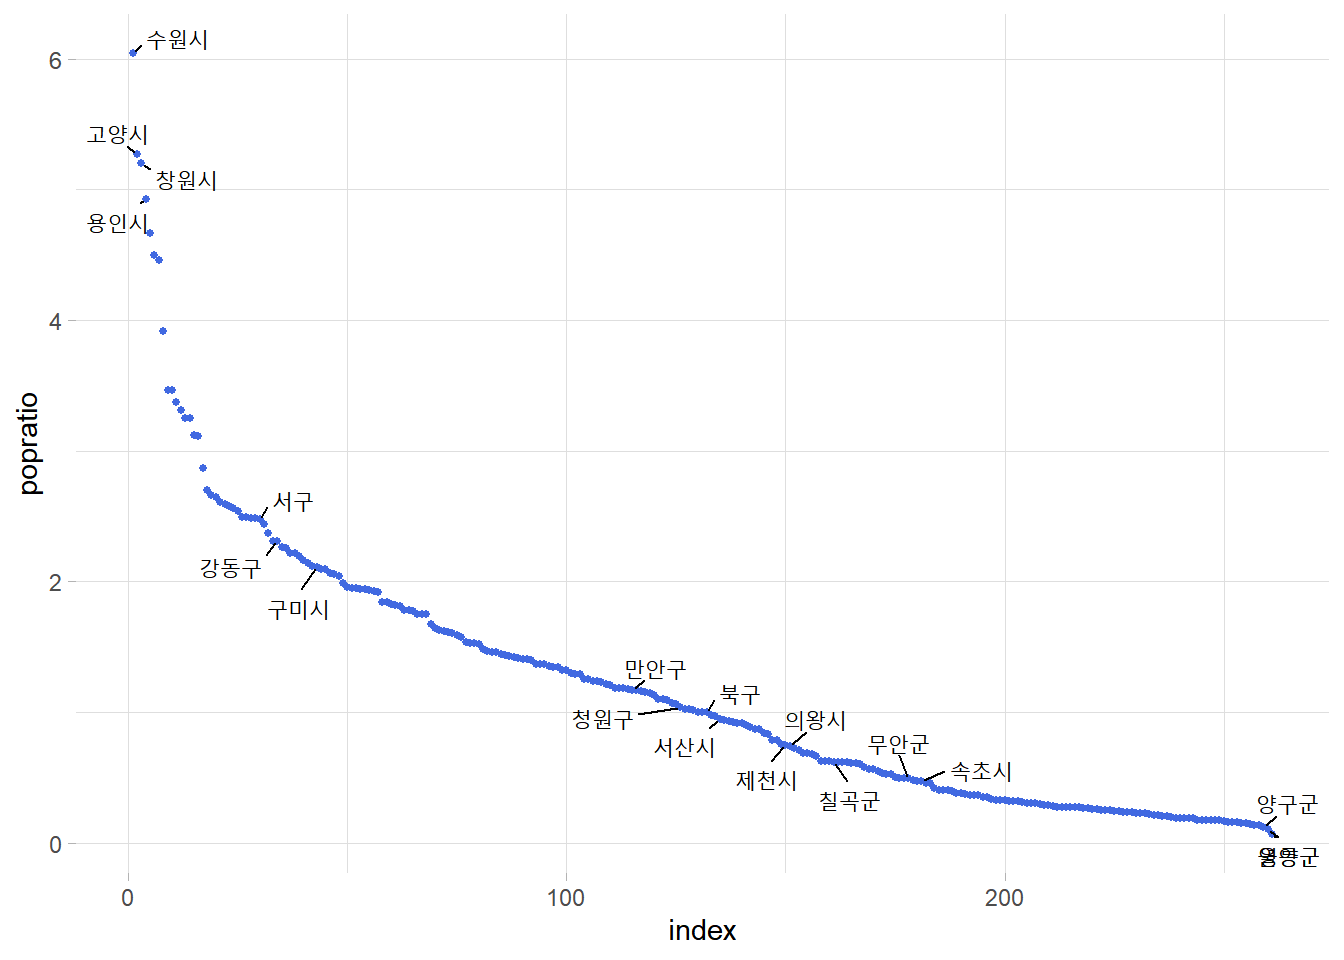 수원시
6
고양시
창원시
용인시
4
popratio
서구
강동구
2
구미시
만안구
북구
청원구
의왕시
서산시
무안군
제천시
속초시
칠곡군
양구군
0
0
100
200
index